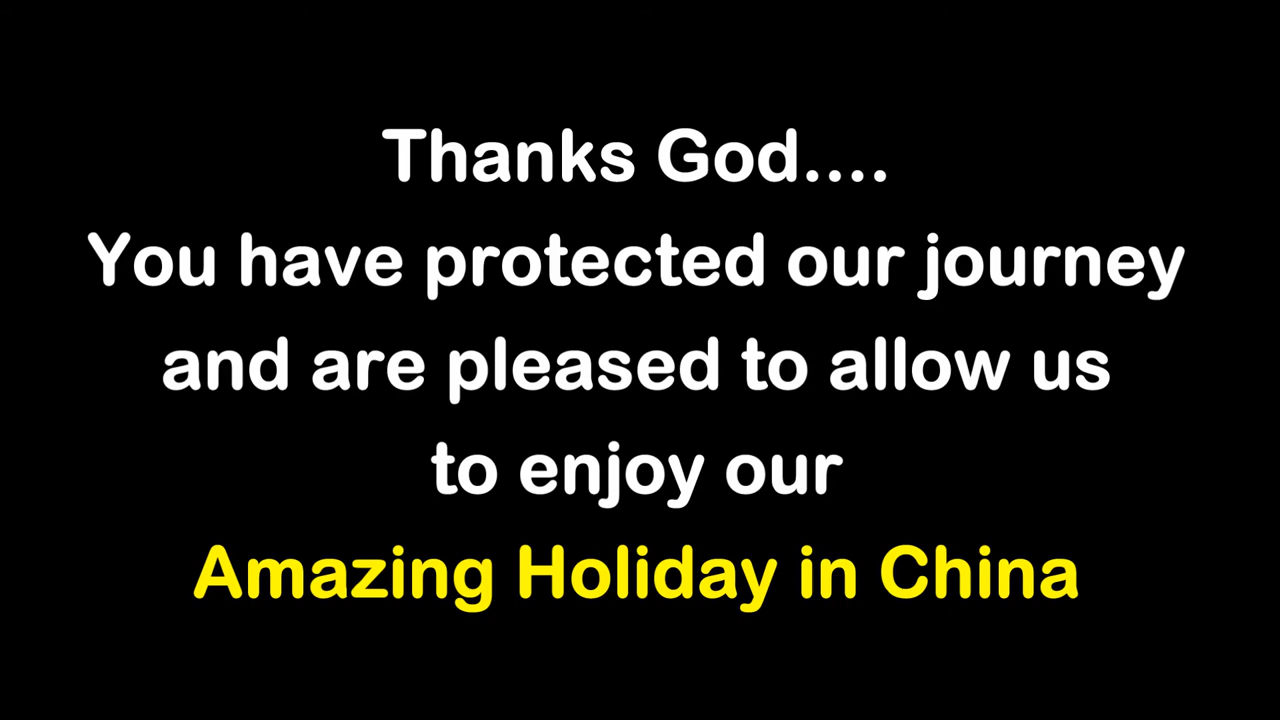 Thanks God....
You have protected our journey
and are pleased to allow us
to enjoy our
Amazing Holiday in China